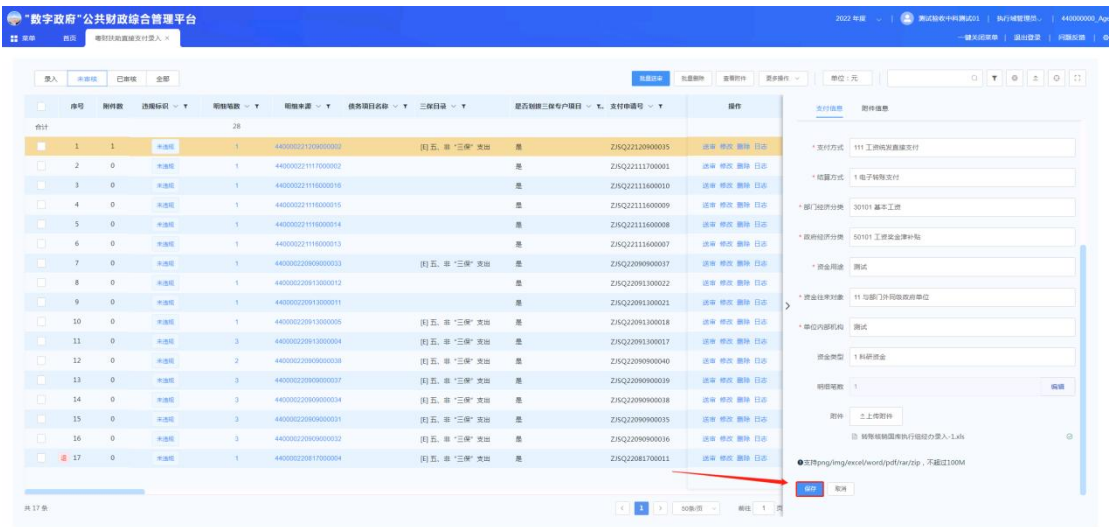 "数字政府"公共财政综合管理平台
2022 年度 测试验收中科测试01 | 执行城管理员 | 440000000_Ag
菜单 首页 粤财扶助直接支付录入 × 一键关闭菜单 | 退出登录 | 问题反馈
录入 未审核 已审核 全部 批量送审 批量删除 查看附件 更多操作 单位：元
序号 附件数 违规标识 明细笔数 明细来源 债务项目名称 三保目录 是否制拨三保专户项目 支付申请号 操作
合计 28
1 1 未违规 1 440000221209000002 [E] 五、非 "三保" 支出 是 ZJSQ22120900035 送审 修改 删除 日志
2 0 未违规 1 440000221117000002 是 ZJSQ22111700001 送审 修改 删除 日志
3 0 未违规 1 440000221116000016 是 ZJSQ22111600010 送审 修改 删除 日志
4 0 未违规 1 440000221116000015 是 ZJSQ22111600009 送审 修改 删除 日志
5 0 未违规 1 440000221116000014 是 ZJSQ22111600008 送审 修改 删除 日志
6 0 未违规 1 440000221116000013 是 ZJSQ22111600007 送审 修改 删除 日志
7 0 未违规 1 440000220909000033 [E] 五、非 "三保" 支出 是 ZJSQ22090900037 送审 修改 删除 日志
8 0 未违规 1 440000220913000012 是 ZJSQ22091300022 送审 修改 删除 日志
9 0 未违规 1 440000220913000011 是 ZJSQ22091300021 送审 修改 删除 日志
10 0 未违规 1 440000220913000005 [E] 五、非 "三保" 支出 是 ZJSQ22091300018 送审 修改 删除 日志
11 0 未违规 3 440000220913000004 [E] 五、非 "三保" 支出 是 ZJSQ22091300017 送审 修改 删除 日志
12 0 未违规 2 440000220909000038 [E] 五、非 "三保" 支出 是 ZJSQ22090900040 送审 修改 删除 日志
13 0 未违规 3 440000220909000037 [E] 五、非 "三保" 支出 是 ZJSQ22090900039 送审 修改 删除 日志
14 0 未违规 3 440000220909000034 [E] 五、非 "三保" 支出 是 ZJSQ22090900038 送审 修改 删除 日志
15 0 未违规 3 440000220909000031 [E] 五、非 "三保" 支出 是 ZJSQ22090900035 送审 修改 删除 日志
16 0 未违规 3 440000220909000032 [E] 五、非 "三保" 支出 是 ZJSQ22090900036 送审 修改 删除 日志
退 17 0 未违规 1 440000220817000004 [E] 五、非 "三保" 支出 是 ZJSQ22081700011 送审 修改 删除 日志
共 17 条 1 50条/页 前往 1 页
支付信息 附件信息
* 支付方式 111 工资统发直接支付
* 结算方式 1 电子转账支付
* 部门经济分类 30101 基本工资
* 政府经济分类 50101 工资奖金津补贴
* 资金用途 测试
* 资金往来对象 11 与部门外同级政府单位
* 单位内部机构 测试
资金类型 1 科研资金
明细笔数 1 编辑
附件 上传附件
转账核销国库执行组经办录入-1.xls
支持png/img/excel/word/pdf/rar/zip，不超过100M
保存 取消